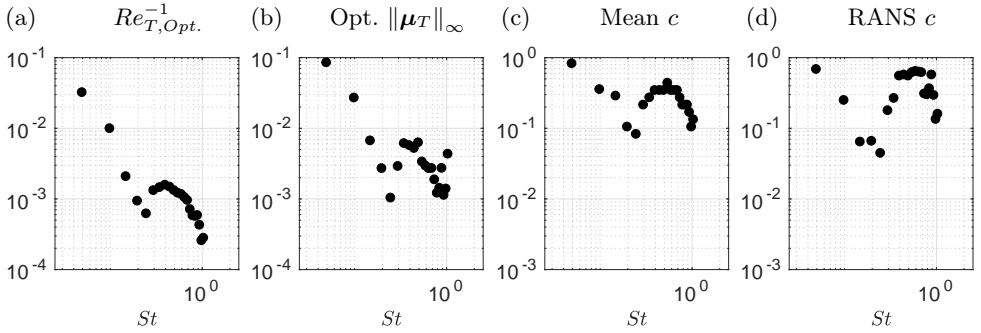 (a) Re_{T,Opt.}^{-1}
(b) Opt. ‖μ_T‖_∞
(c) Mean c
(d) RANS c
10^{-1}
10^{-2}
10^{-3}
10^{-4}
10^0
St
10^{-1}
10^{-2}
10^{-3}
10^{-4}
10^0
St
10^0
10^{-1}
10^{-2}
10^{-3}
10^0
St
10^0
10^{-1}
10^{-2}
10^{-3}
10^0
St